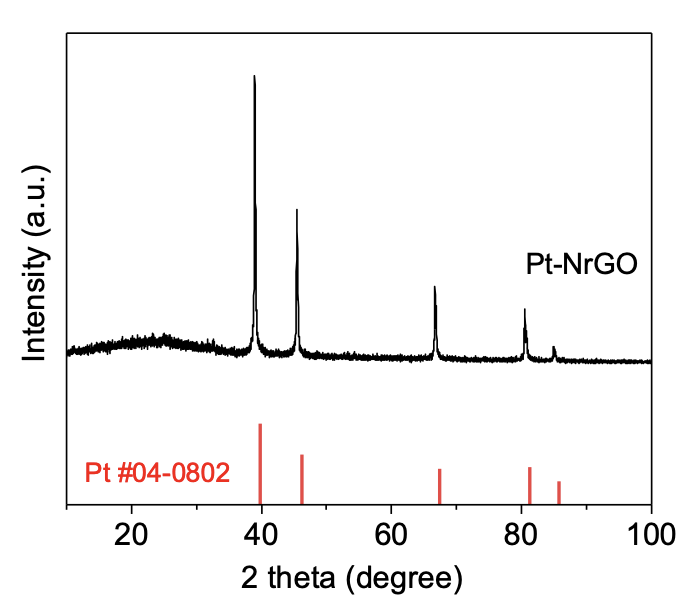 Intensity (a.u.)
Pt-NrGO
Pt #04-0802
20 40 60 80 100
2 theta (degree)